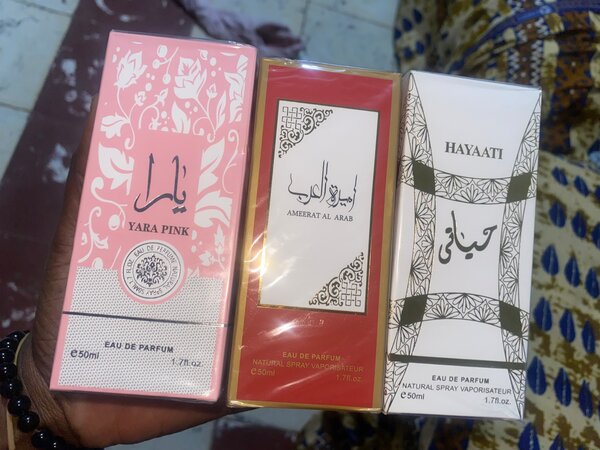 يارا
YARA PINK
EAU DE PARFUM
℮50ml
1.7fl.oz.
اميرة العرب
AMEERAT AL ARAB
EAU DE PARFUM
NATURAL SPRAY VAPORISATEUR
℮50ml
1.7fl.oz.
HAYAATI
حياتي
EAU DE PARFUM
NATURAL SPRAY VAPORISATEUR
℮50ml
1.7fl.oz.